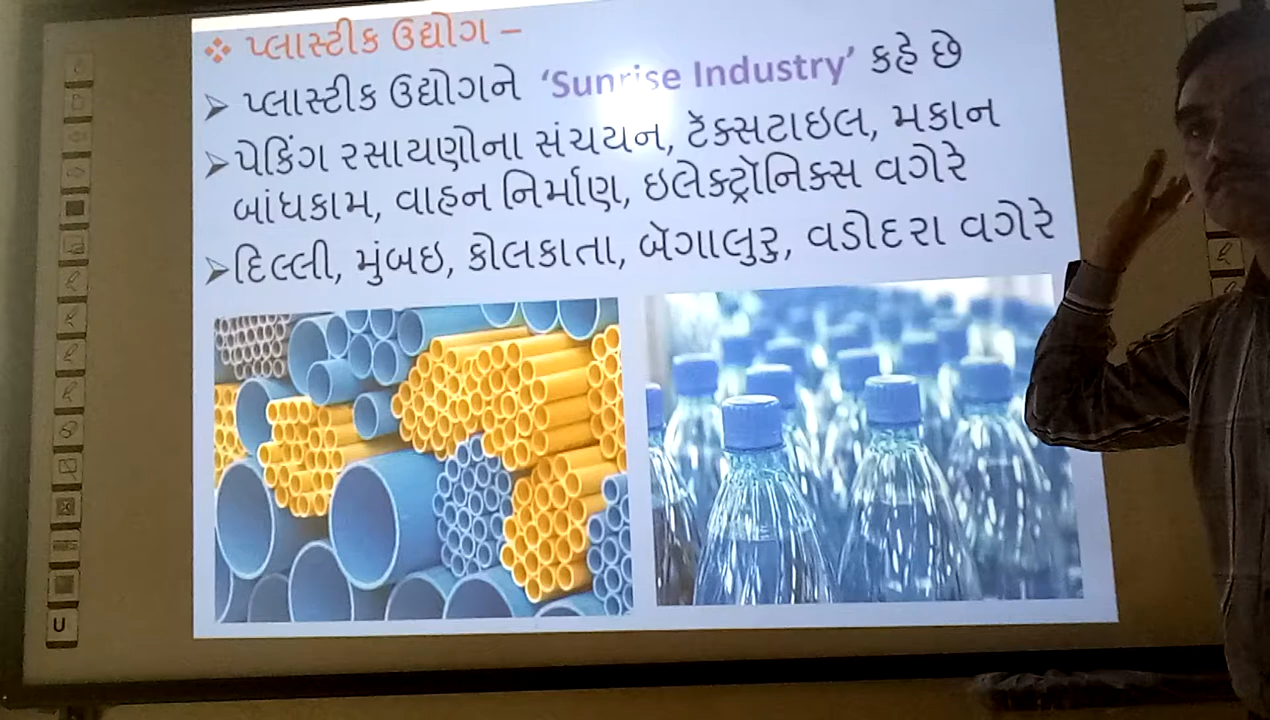 ❖ પ્લાસ્ટીક ઉદ્યોગ –
➢ પ્લાસ્ટીક ઉદ્યોગને ‘Sunrise Industry’ કહે છે
➢ પેકિંગ રસાયણોના સંચયન, ટેક્સટાઇલ, મકાન
બાંધકામ, વાહન નિર્માણ, ઇલેક્ટ્રૉનિક્સ વગેરે
➢ દિલ્લી, મુંબઇ, કોલકાતા, બેંગાલુરુ, વડોદરા વગેરે